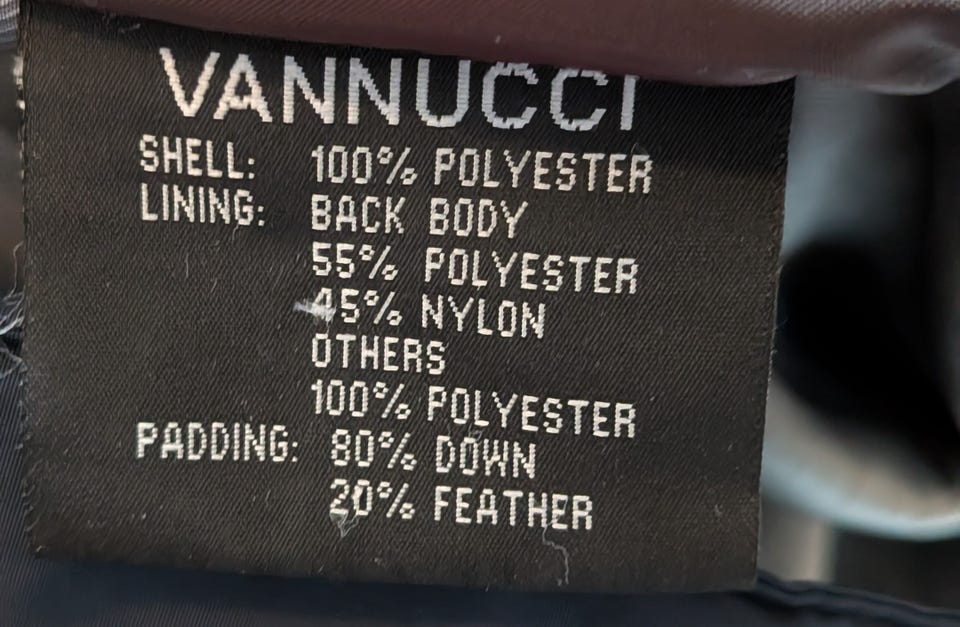 VANNUCCI
SHELL: 100% POLYESTER
LINING: BACK BODY
55% POLYESTER
45% NYLON
OTHERS
100% POLYESTER
PADDING: 80% DOWN
20% FEATHER